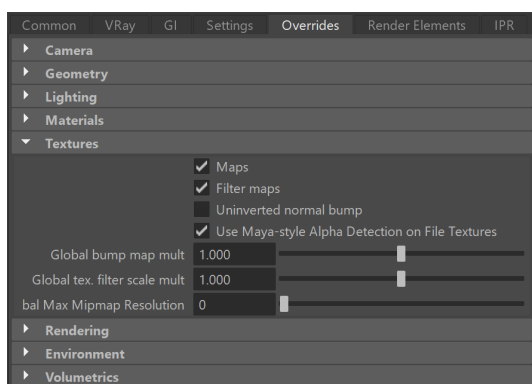 Common VRay GI Settings Overrides Render Elements IPR
Camera
Geometry
Lighting
Materials
Textures
Maps
Filter maps
Uninverted normal bump
Use Maya-style Alpha Detection on File Textures
Global bump map mult 1.000
Global tex. filter scale mult 1.000
bal Max Mipmap Resolution 0
Rendering
Environment
Volumetrics